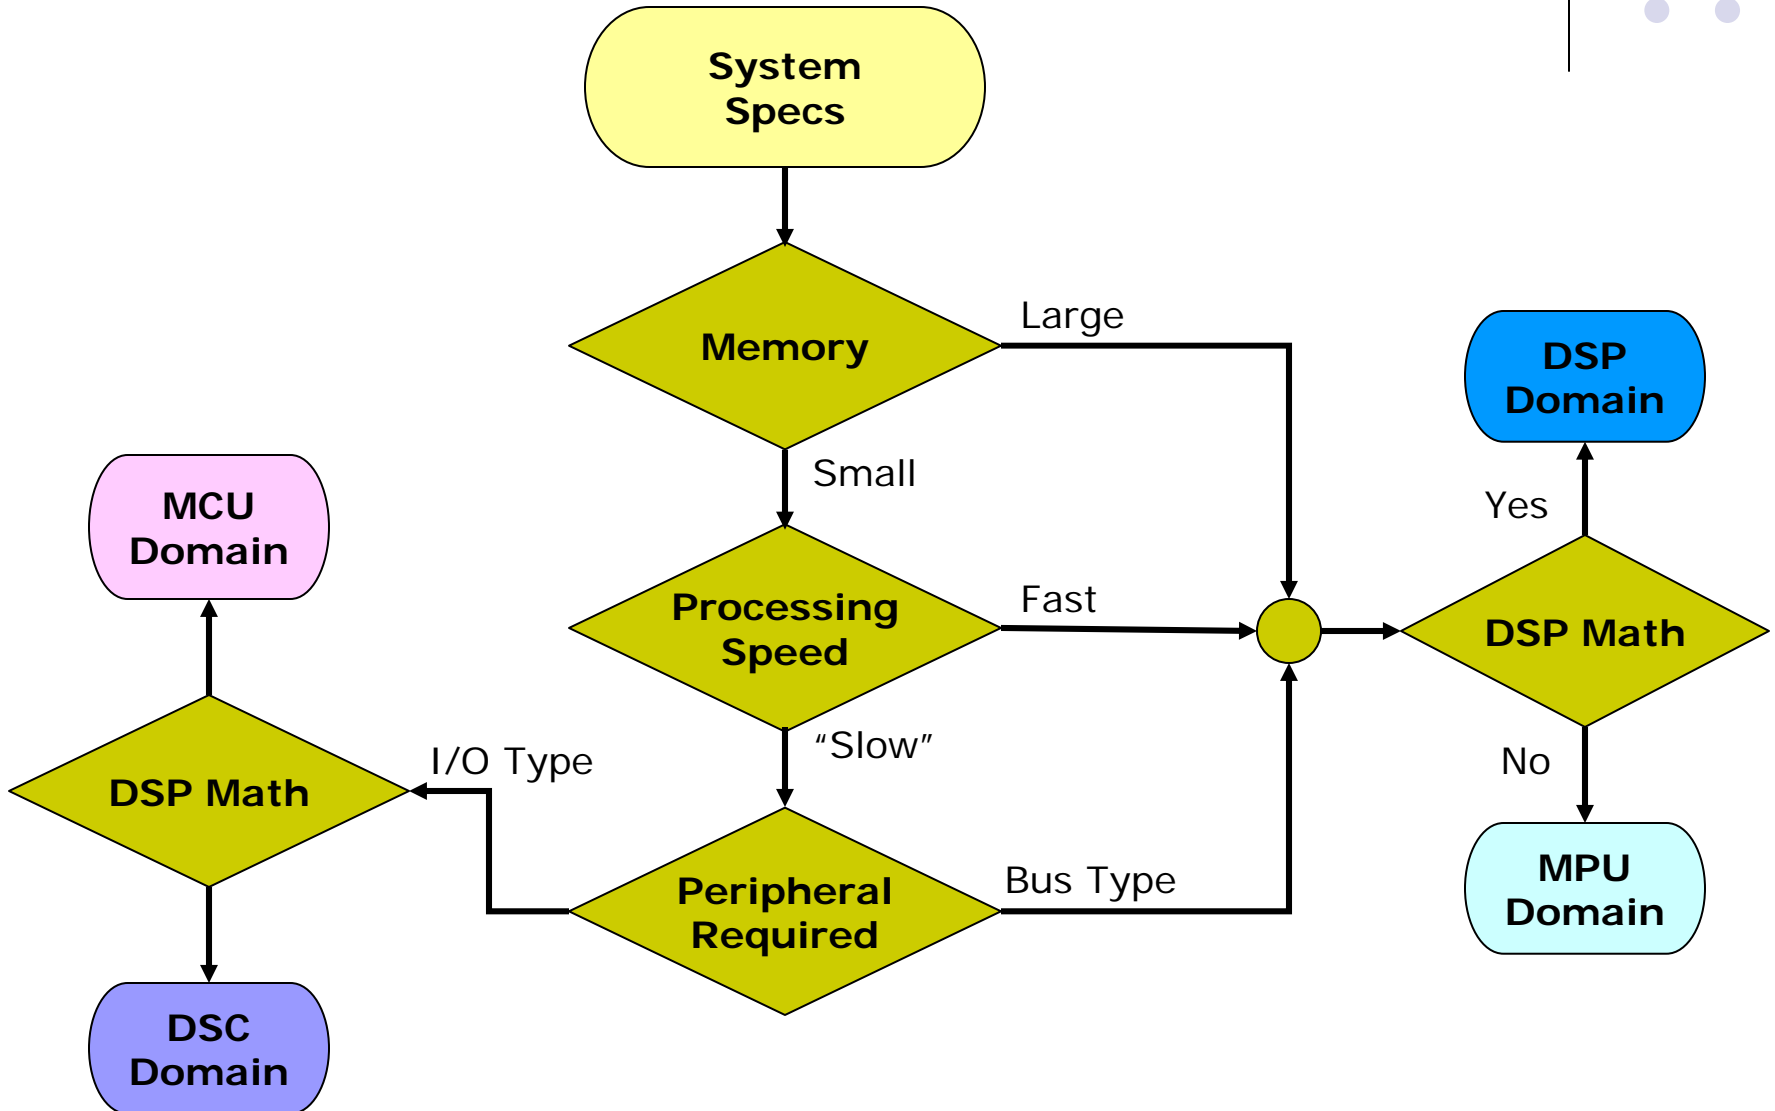 System
Specs
Memory
Large
DSP
Domain
Small
MCU
Domain
Yes
Processing
Speed
Fast
DSP Math
"Slow"
I/O Type
No
DSP Math
Peripheral
Required
Bus Type
MPU
Domain
DSC
Domain